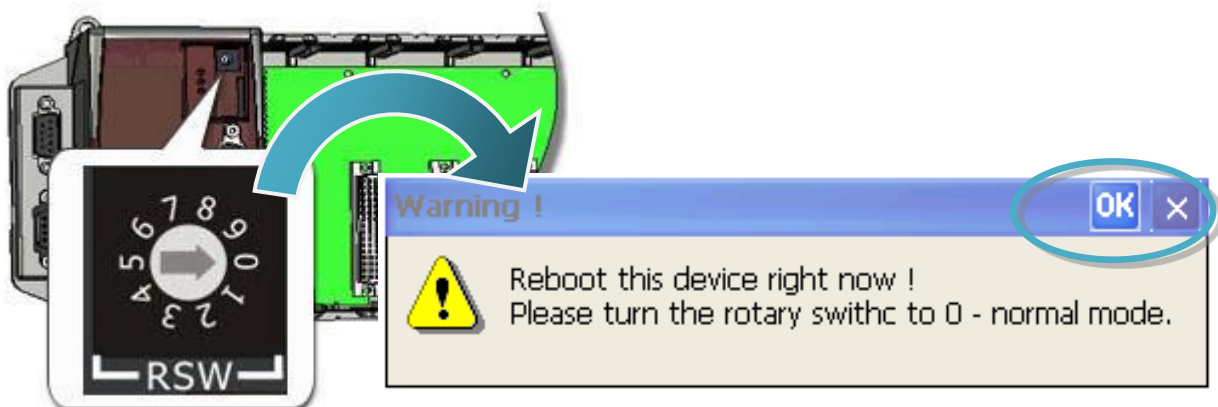 7 8 9 0 1 2 3 4 5 6
RSW
Warning !
OK
Reboot this device right now !
Please turn the rotary swithc to 0 - normal mode.